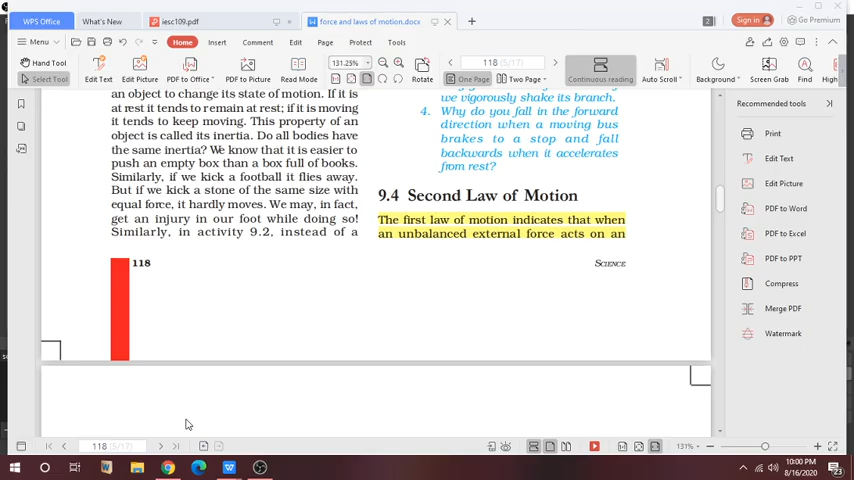 WPS Office
What's New
iesc109.pdf
force and laws of motion.docx
2
Sign in
Go Premium
Menu
Home
Insert
Comment
Edit
Page
Protect
Tools
Hand Tool
Select Tool
Edit Text
Edit Picture
PDF to Office
PDF to Picture
Read Mode
131.25%
Rotate
118 (5/17)
One Page
Two Page
Continuous reading
Auto Scroll
Background
Screen Grab
Find
High
an object to change its state of motion. If it is
at rest it tends to remain at rest; if it is moving
it tends to keep moving. This property of an
object is called its inertia. Do all bodies have
the same inertia? We know that it is easier to
push an empty box than a box full of books.
Similarly, if we kick a football it flies away.
But if we kick a stone of the same size with
equal force, it hardly moves. We may, in fact,
get an injury in our foot while doing so!
Similarly, in activity 9.2, instead of a
118
we vigorously shake its branch.
4. Why do you fall in the forward
direction when a moving bus
brakes to a stop and fall
backwards when it accelerates
from rest?
9.4 Second Law of Motion
The first law of motion indicates that when
an unbalanced external force acts on an
SCIENCE
Recommended tools
Print
Edit Text
Edit Picture
PDF to Word
PDF to Excel
PDF to PPT
Compress
Merge PDF
Watermark
118 (5/17)
131%
10:00 PM
8/16/2020
23